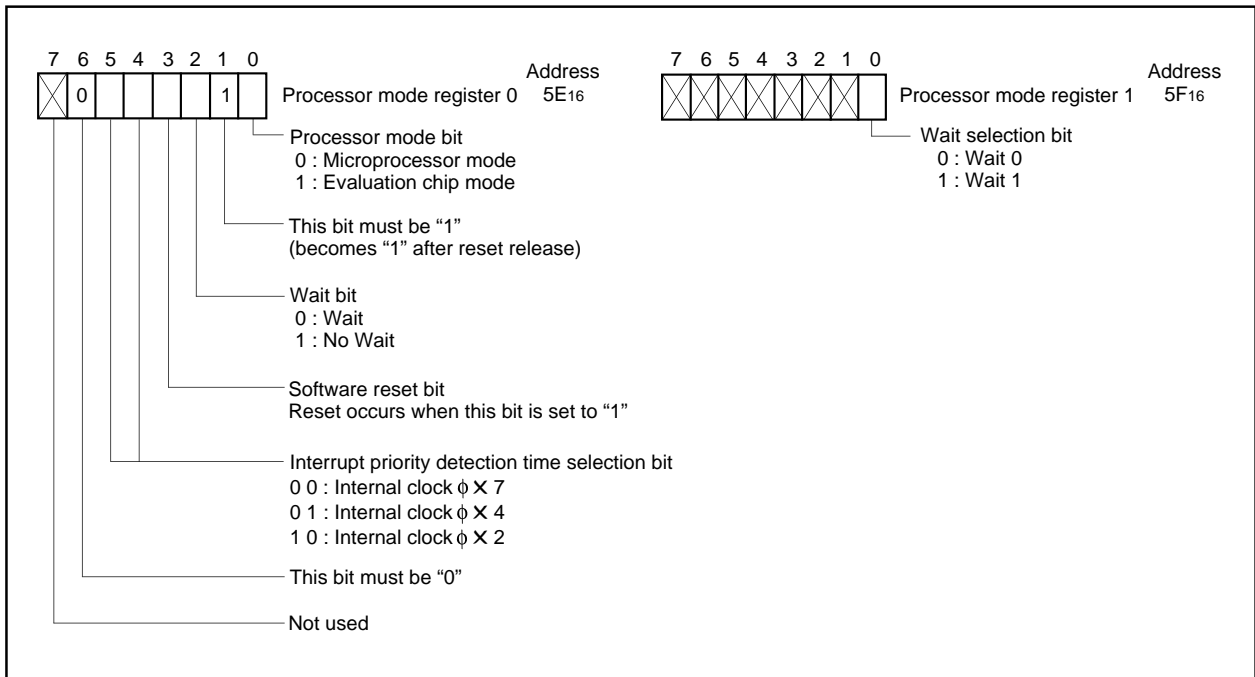 7 6 5 4 3 2 1 0
0 1
Processor mode register 0
Address
5E16
Processor mode bit
0 : Microprocessor mode
1 : Evaluation chip mode
This bit must be “1”
(becomes “1” after reset release)
Wait bit
0 : Wait
1 : No Wait
Software reset bit
Reset occurs when this bit is set to “1”
Interrupt priority detection time selection bit
0 0 : Internal clock ϕ X 7
0 1 : Internal clock ϕ X 4
1 0 : Internal clock ϕ X 2
This bit must be “0”
Not used
7 6 5 4 3 2 1 0
Processor mode register 1
Address
5F16
Wait selection bit
0 : Wait 0
1 : Wait 1